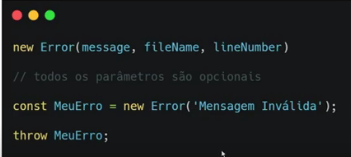 new Error(message, fileName, lineNumber)
// todos os parâmetros são opcionais
const MeuErro = new Error('Mensagem Inválida');
throw MeuErro;